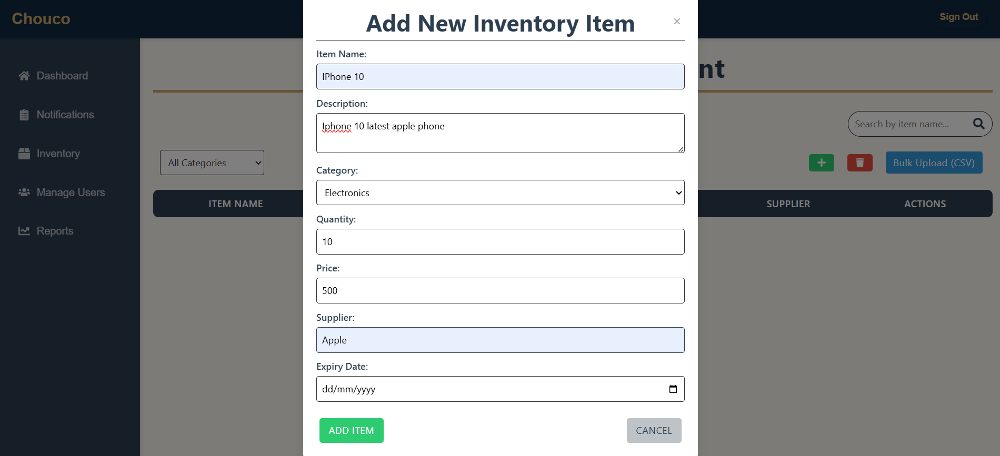 Chouco
Sign Out
Dashboard
Notifications
Inventory
Manage Users
Reports
nt
Search by item name...
All Categories
Bulk Upload (CSV)
ITEM NAME
SUPPLIER
ACTIONS
Add New Inventory Item
×
Item Name:
IPhone 10
Description:
Iphone 10 latest apple phone
Category:
Electronics
Quantity:
10
Price:
500
Supplier:
Apple
Expiry Date:
dd/mm/yyyy
ADD ITEM
CANCEL